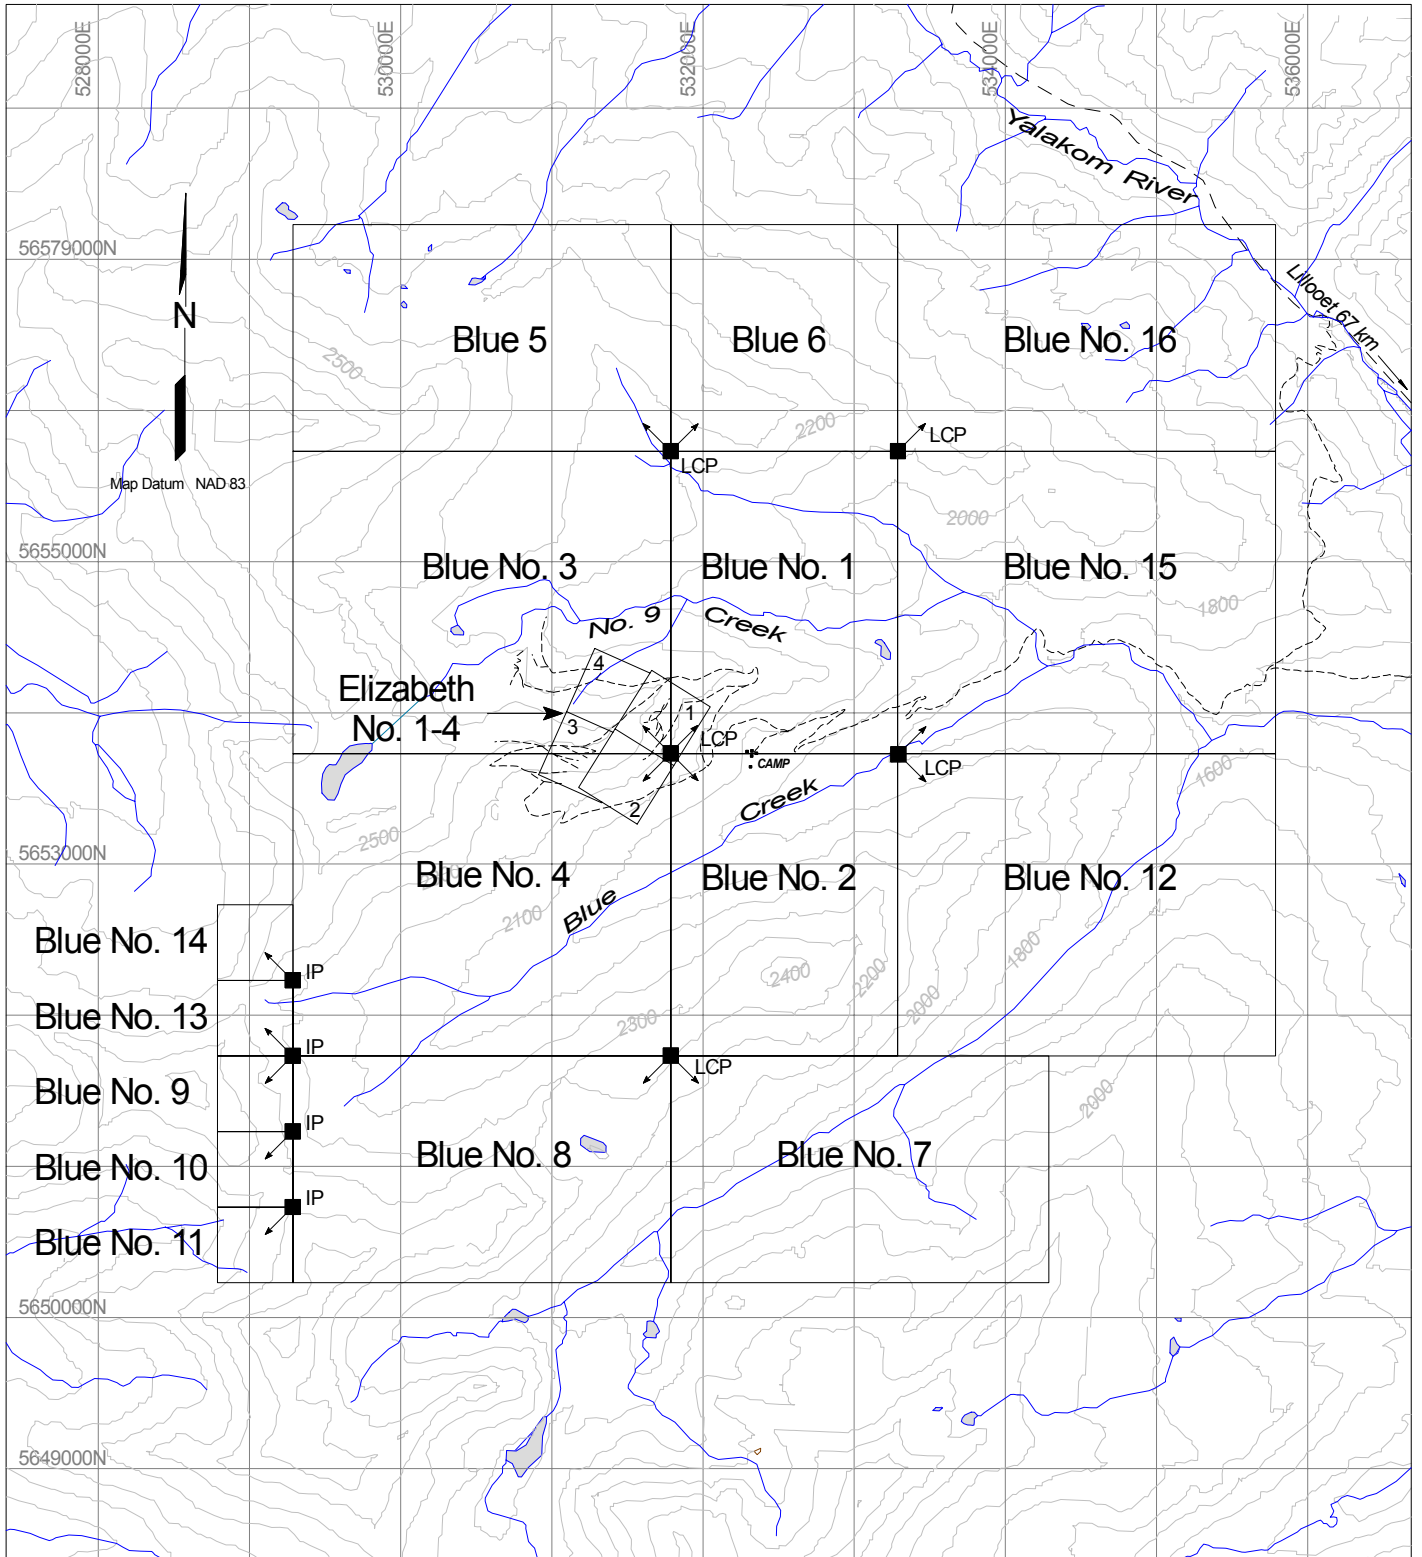 528000E
530000E
532000E
534000E
536000E
Yalakom River
56579000N
Lillooet 67 km
N
Blue 5
Blue 6
Blue No. 16
2500
2200
LCP
LCP
Map Datum NAD 83
2000
5655000N
Blue No. 3
Blue No. 1
Blue No. 15
1800
No. 9 Creek
4
Elizabeth
No. 1-4
3
1
LCP
CAMP
LCP
1600
2
Creek
2500
5653000N
Blue No. 4
Blue No. 2
Blue No. 12
Blue
2100
Blue No. 14
1800
IP
2400
2200
2000
Blue No. 13
2300
IP
LCP
Blue No. 9
2000
IP
Blue No. 8
Blue No. 7
Blue No. 10
IP
Blue No. 11
5650000N
5649000N